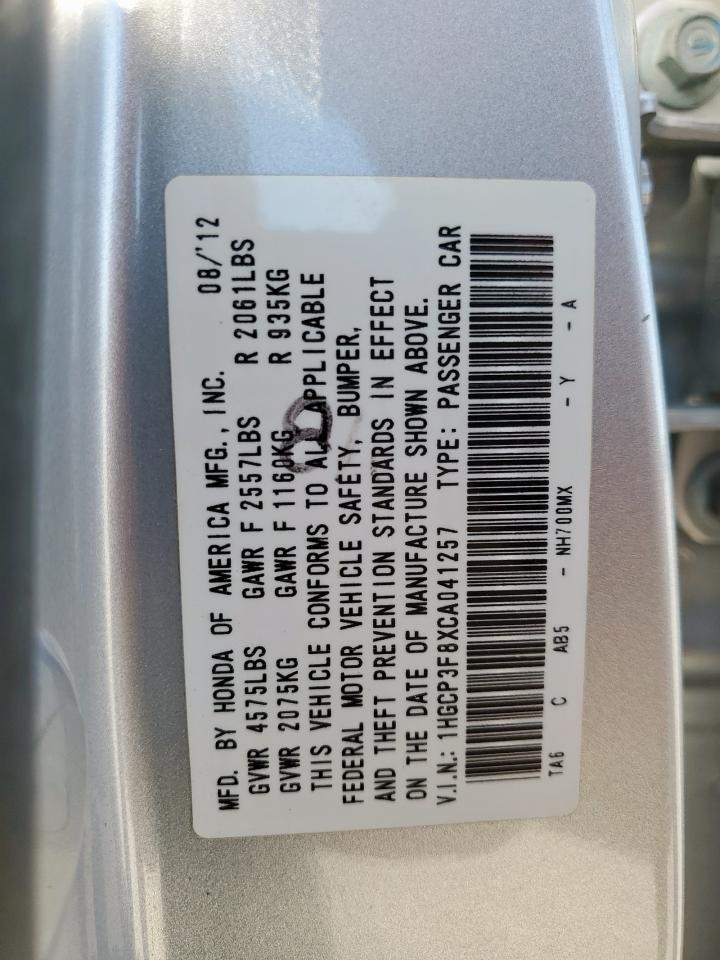 MFD. BY HONDA OF AMERICA MFG., INC. 08/'12
GVWR 4575LBS GAWR F 2557LBS R 2061LBS
GVWR 2075KG GAWR F 1160KG R 935KG
THIS VEHICLE CONFORMS TO ALL APPLICABLE
FEDERAL MOTOR VEHICLE SAFETY, BUMPER,
AND THEFT PREVENTION STANDARDS IN EFFECT
ON THE DATE OF MANUFACTURE SHOWN ABOVE.
V.I.N.: 1HGCP3F8XCA041257 TYPE: PASSENGER CAR
TA6 C AB5 - NH700MX - Y - A